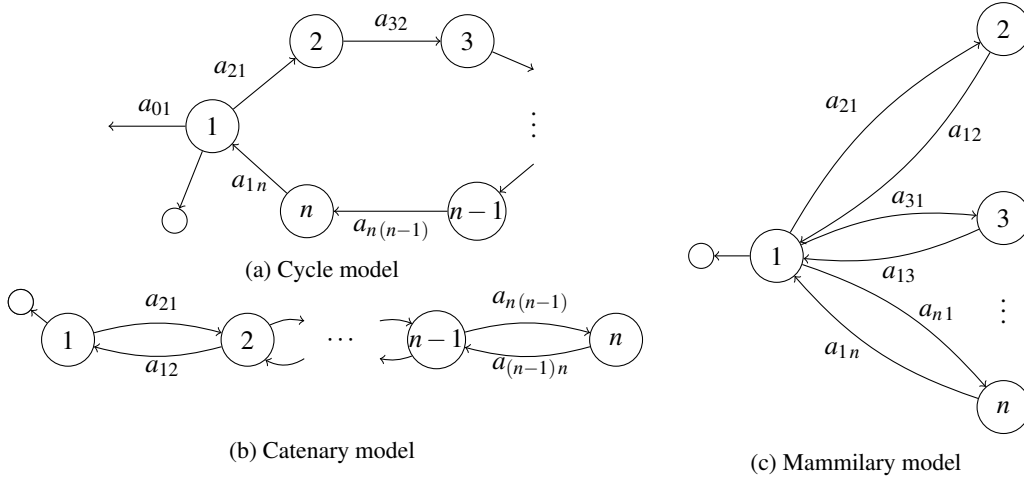 a21
a32
a01
a1n
an(n−1)
1
2
3
⋮
n
n−1
(a) Cycle model
a21
a12
an(n−1)
a(n−1)n
1
2
⋯
n−1
n
(b) Catenary model
a21
a12
a31
a13
an1
a1n
1
2
3
⋮
n
(c) Mammilary model